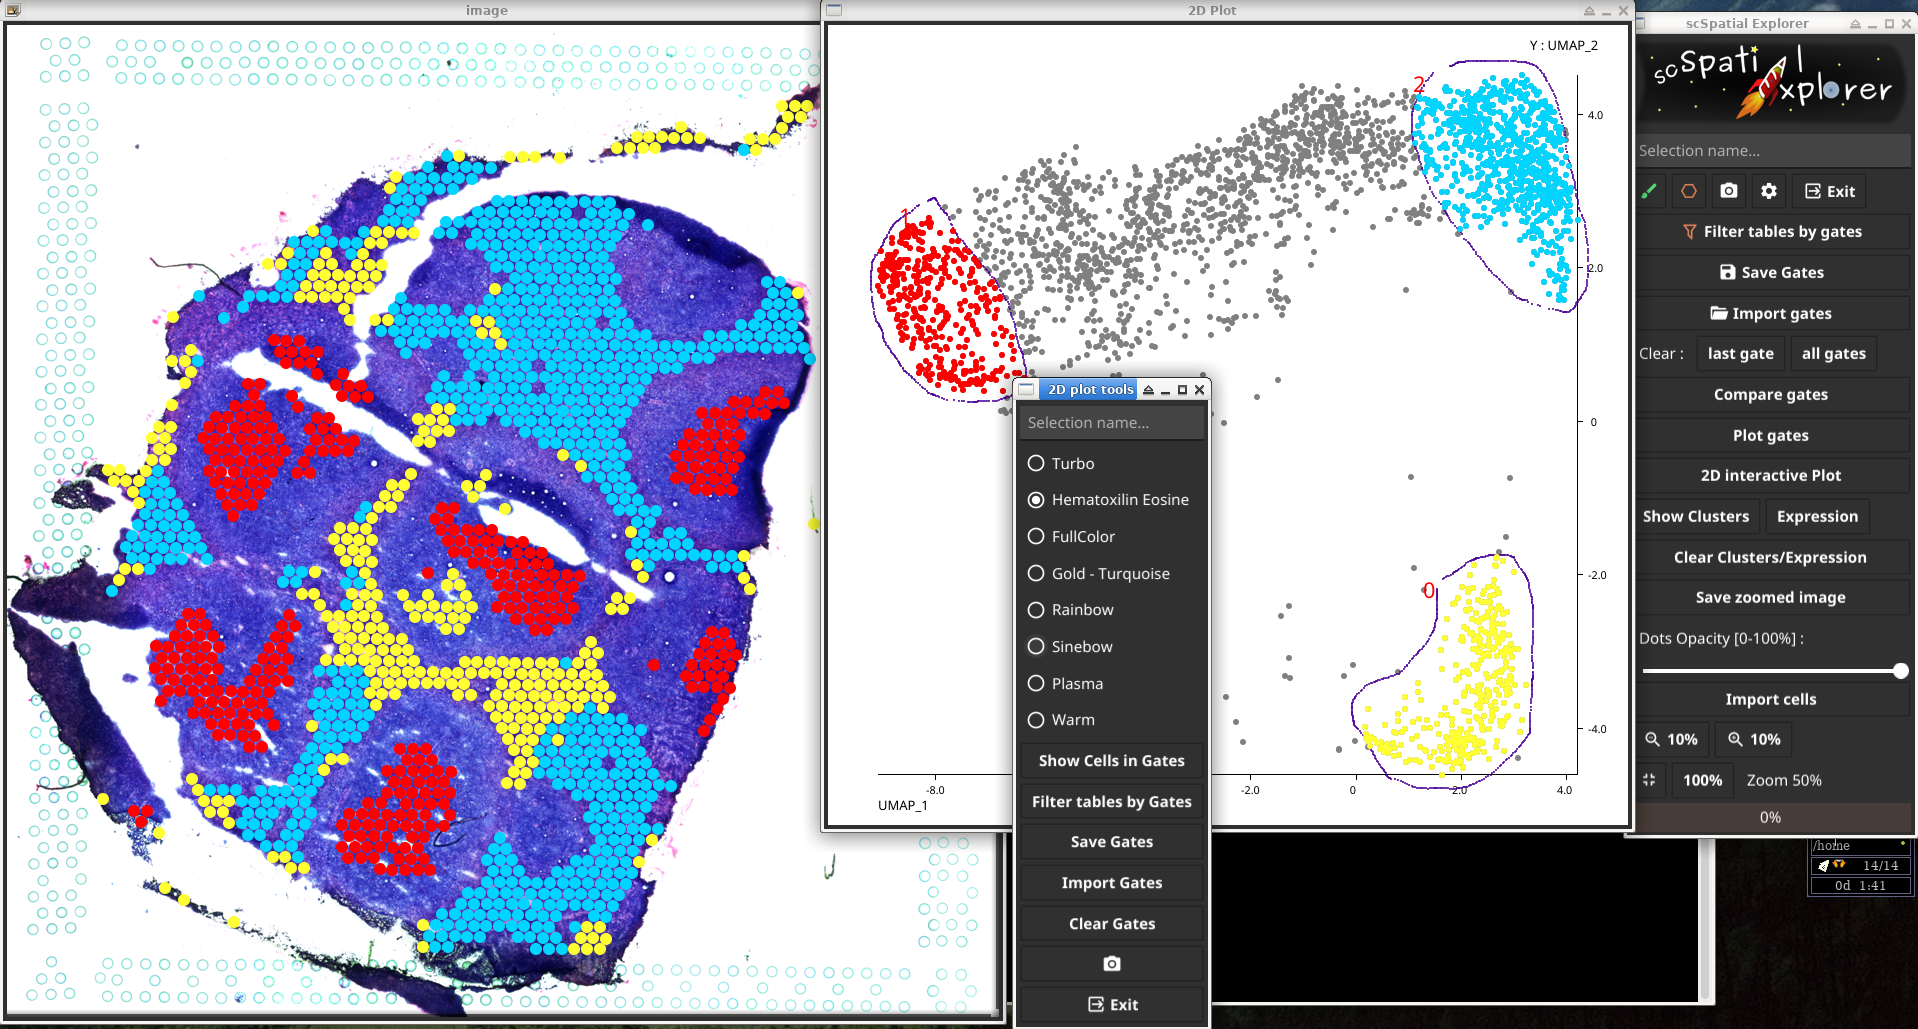 image
2D Plot
scSpatial Explorer
scSpatial
Explorer
Y : UMAP_2
2
4.0
1
2.0
0
-2.0
0
-4.0
-8.0
-2.0
0
2.0
4.0
UMAP_1
2D plot tools
Selection name...
Turbo
Hematoxilin Eosine
FullColor
Gold - Turquoise
Rainbow
Sinebow
Plasma
Warm
Show Cells in Gates
Filter tables by Gates
Save Gates
Import Gates
Clear Gates
Exit
Selection name...
Exit
Filter tables by gates
Save Gates
Import gates
Clear : last gate all gates
Compare gates
Plot gates
2D interactive Plot
Show Clusters Expression
Clear Clusters/Expression
Save zoomed image
Dots Opacity [0-100%] :
Import cells
10% 10%
100% Zoom 50%
0%
/home
14/14
0d 1:41